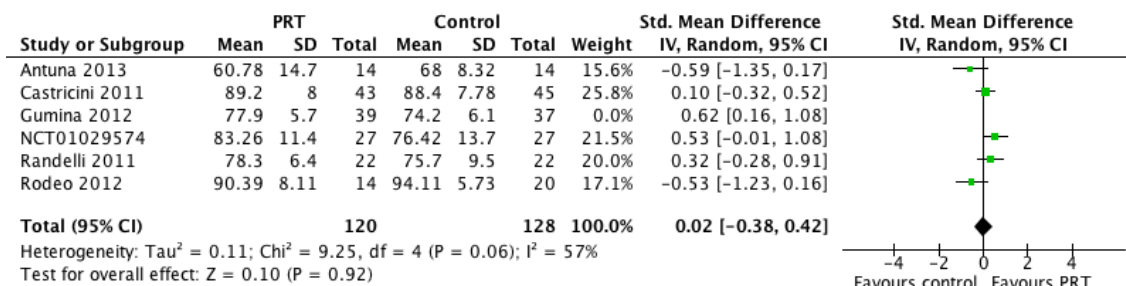 PRT Control Std. Mean Difference Std. Mean Difference
Study or Subgroup Mean SD Total Mean SD Total Weight IV, Random, 95% CI IV, Random, 95% CI
Antuna 2013 60.78 14.7 14 68 8.32 14 15.6% -0.59 [-1.35, 0.17]
Castricini 2011 89.2 8 43 88.4 7.78 45 25.8% 0.10 [-0.32, 0.52]
Gumina 2012 77.9 5.7 39 74.2 6.1 37 0.0% 0.62 [0.16, 1.08]
NCT01029574 83.26 11.4 27 76.42 13.7 27 21.5% 0.53 [-0.01, 1.08]
Randelli 2011 78.3 6.4 22 75.7 9.5 22 20.0% 0.32 [-0.28, 0.91]
Rodeo 2012 90.39 8.11 14 94.11 5.73 20 17.1% -0.53 [-1.23, 0.16]
Total (95% CI) 120 128 100.0% 0.02 [-0.38, 0.42]
Heterogeneity: Tau² = 0.11; Chi² = 9.25, df = 4 (P = 0.06); I² = 57%
Test for overall effect: Z = 0.10 (P = 0.92)
-4 -2 0 2 4
Favours control Favours PRT